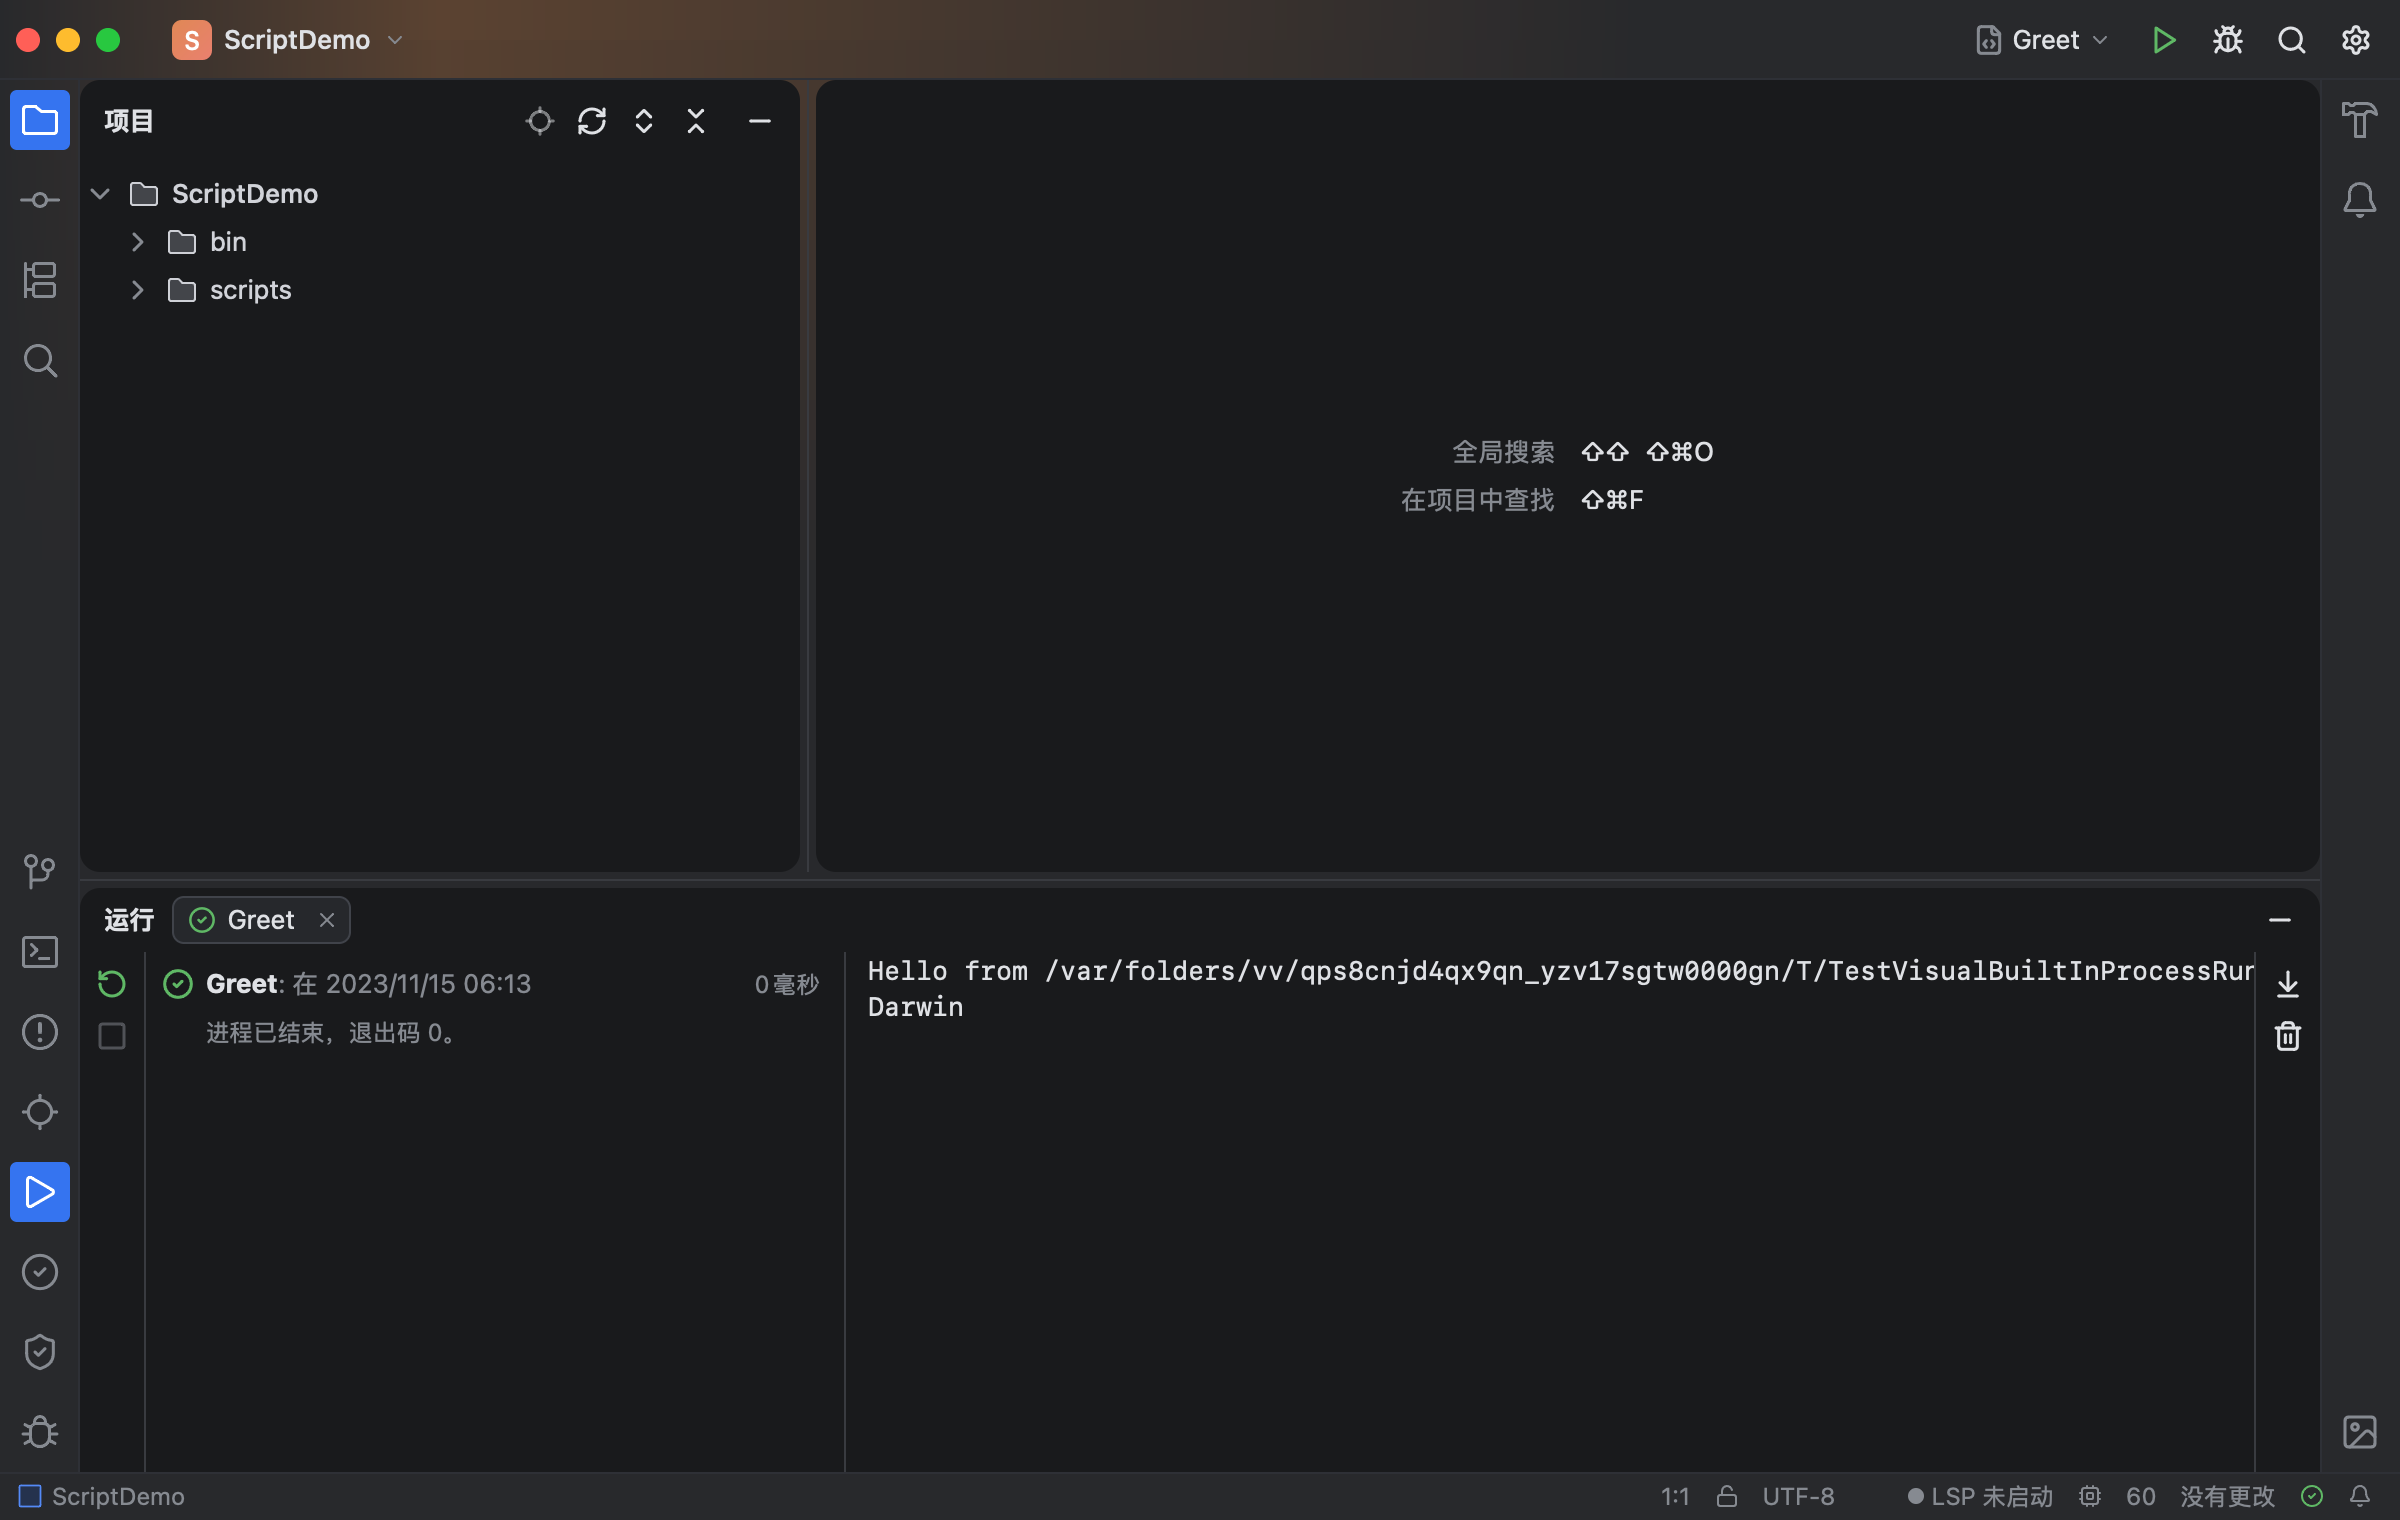 S ScriptDemo
Greet
项目
ScriptDemo
bin
scripts
全局搜索 ⇧⇧ ⇧⌘O
在项目中查找 ⇧⌘F
运行 Greet
Greet: 在 2023/11/15 06:13 0 毫秒
进程已结束，退出码 0。
Hello from /var/folders/vv/qps8cnjd4qx9qn_yzv17sgtw0000gn/T/TestVisualBuiltInProcessRun
Darwin
ScriptDemo
1:1 UTF-8 LSP 未启动 60 没有更改